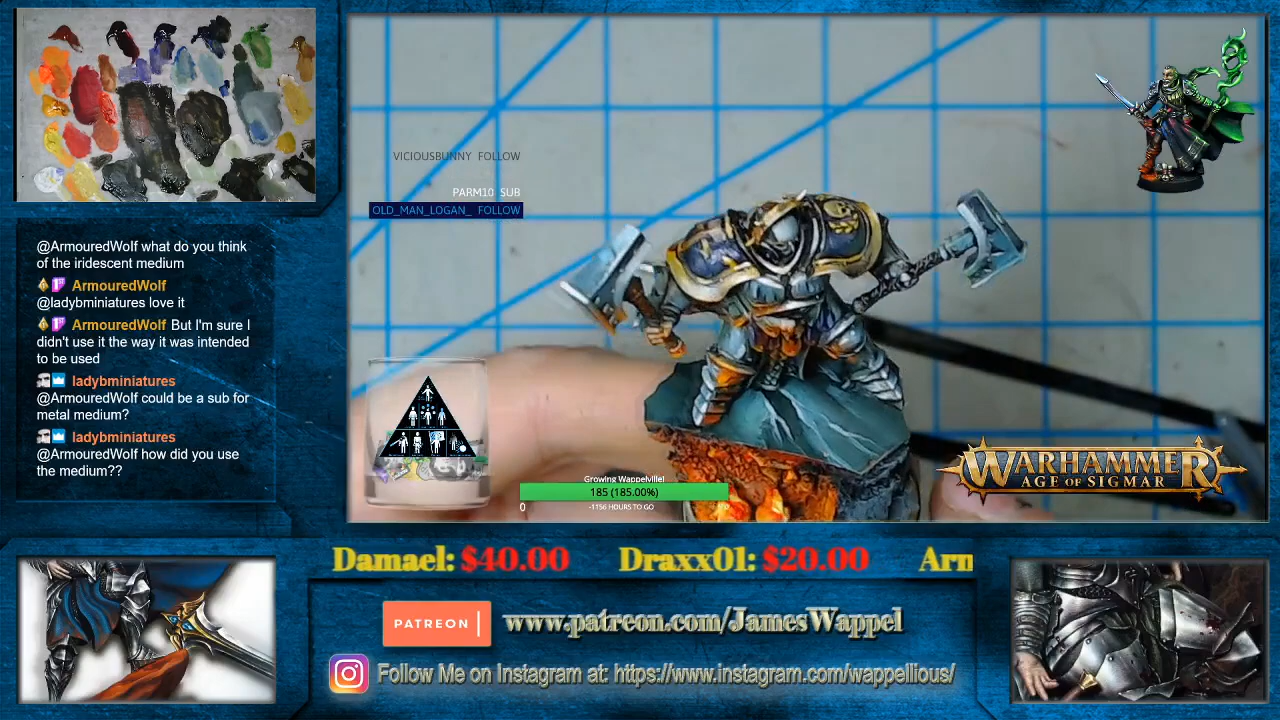 @ArmouredWolf what do you think
of the iridescent medium
ArmouredWolf
@ladybminiatures love it
ArmouredWolf But I'm sure I
didn't use it the way it was intended
to be used
ladybminiatures
@ArmouredWolf could be a sub for
metal medium?
ladybminiatures
@ArmouredWolf how did you use
the medium??
VICIOUSBUNNY FOLLOW
PARM10 SUB
OLD_MAN_LOGAN_ FOLLOW
Growing Wappelville!
185 (185.00%)
0
-1156 HOURS TO GO
WARHAMMER
AGE OF SIGMAR
Damael: $40.00 Draxx01: $20.00 Arm
PATREON
www.patreon.com/JamesWappel
Follow Me on Instagram at: https://www.instagram.com/wappellious/